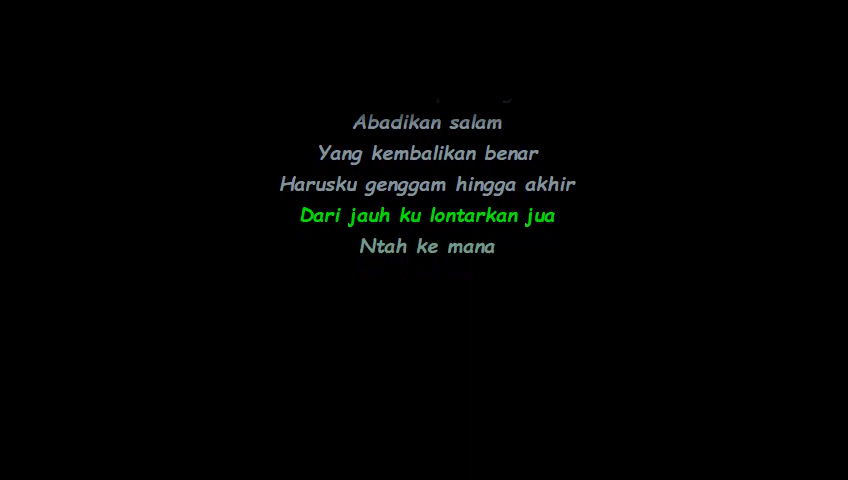 Abadikan salam
Yang kembalikan benar
Harusku genggam hingga akhir
Dari jauh ku lontarkan jua
Ntah ke mana